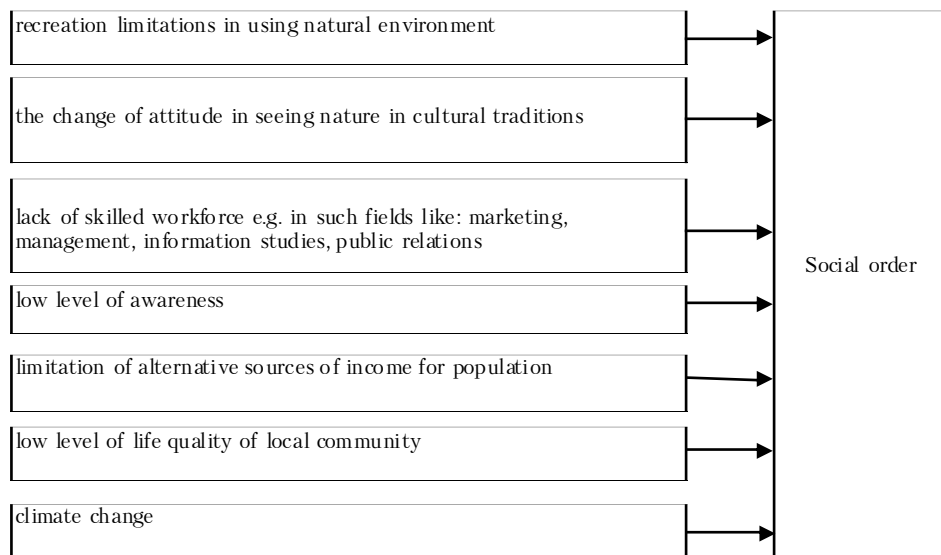 recreation limitations in using natural environment
the change of attitude in seeing nature in cultural traditions
lack of skilled workforce e.g. in such fields like: marketing,
management, information studies, public relations
Social order
low level of awareness
limitation of alternative sources of income for population
low level of life quality of local community
climate change